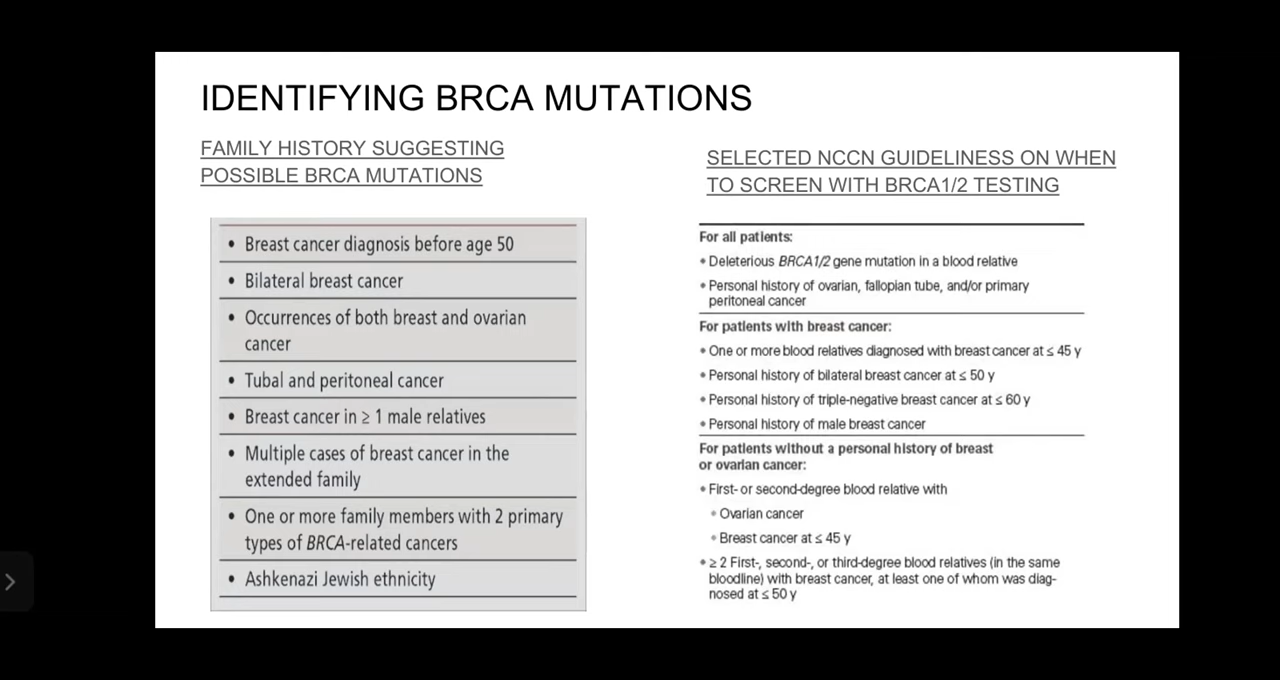 IDENTIFYING BRCA MUTATIONS
FAMILY HISTORY SUGGESTING
POSSIBLE BRCA MUTATIONS
• Breast cancer diagnosis before age 50
• Bilateral breast cancer
• Occurrences of both breast and ovarian
cancer
• Tubal and peritoneal cancer
• Breast cancer in ≥ 1 male relatives
• Multiple cases of breast cancer in the
extended family
• One or more family members with 2 primary
types of BRCA-related cancers
• Ashkenazi Jewish ethnicity
SELECTED NCCN GUIDELINESS ON WHEN
TO SCREEN WITH BRCA1/2 TESTING
For all patients:
• Deleterious BRCA1/2 gene mutation in a blood relative
• Personal history of ovarian, fallopian tube, and/or primary
peritoneal cancer
For patients with breast cancer:
• One or more blood relatives diagnosed with breast cancer at ≤ 45 y
• Personal history of bilateral breast cancer at ≤ 50 y
• Personal history of triple-negative breast cancer at ≤ 60 y
• Personal history of male breast cancer
For patients without a personal history of breast
or ovarian cancer:
• First- or second-degree blood relative with
• Ovarian cancer
• Breast cancer at ≤ 45 y
• ≥ 2 First-, second-, or third-degree blood relatives (in the same
bloodline) with breast cancer, at least one of whom was diag-
nosed at ≤ 50 y